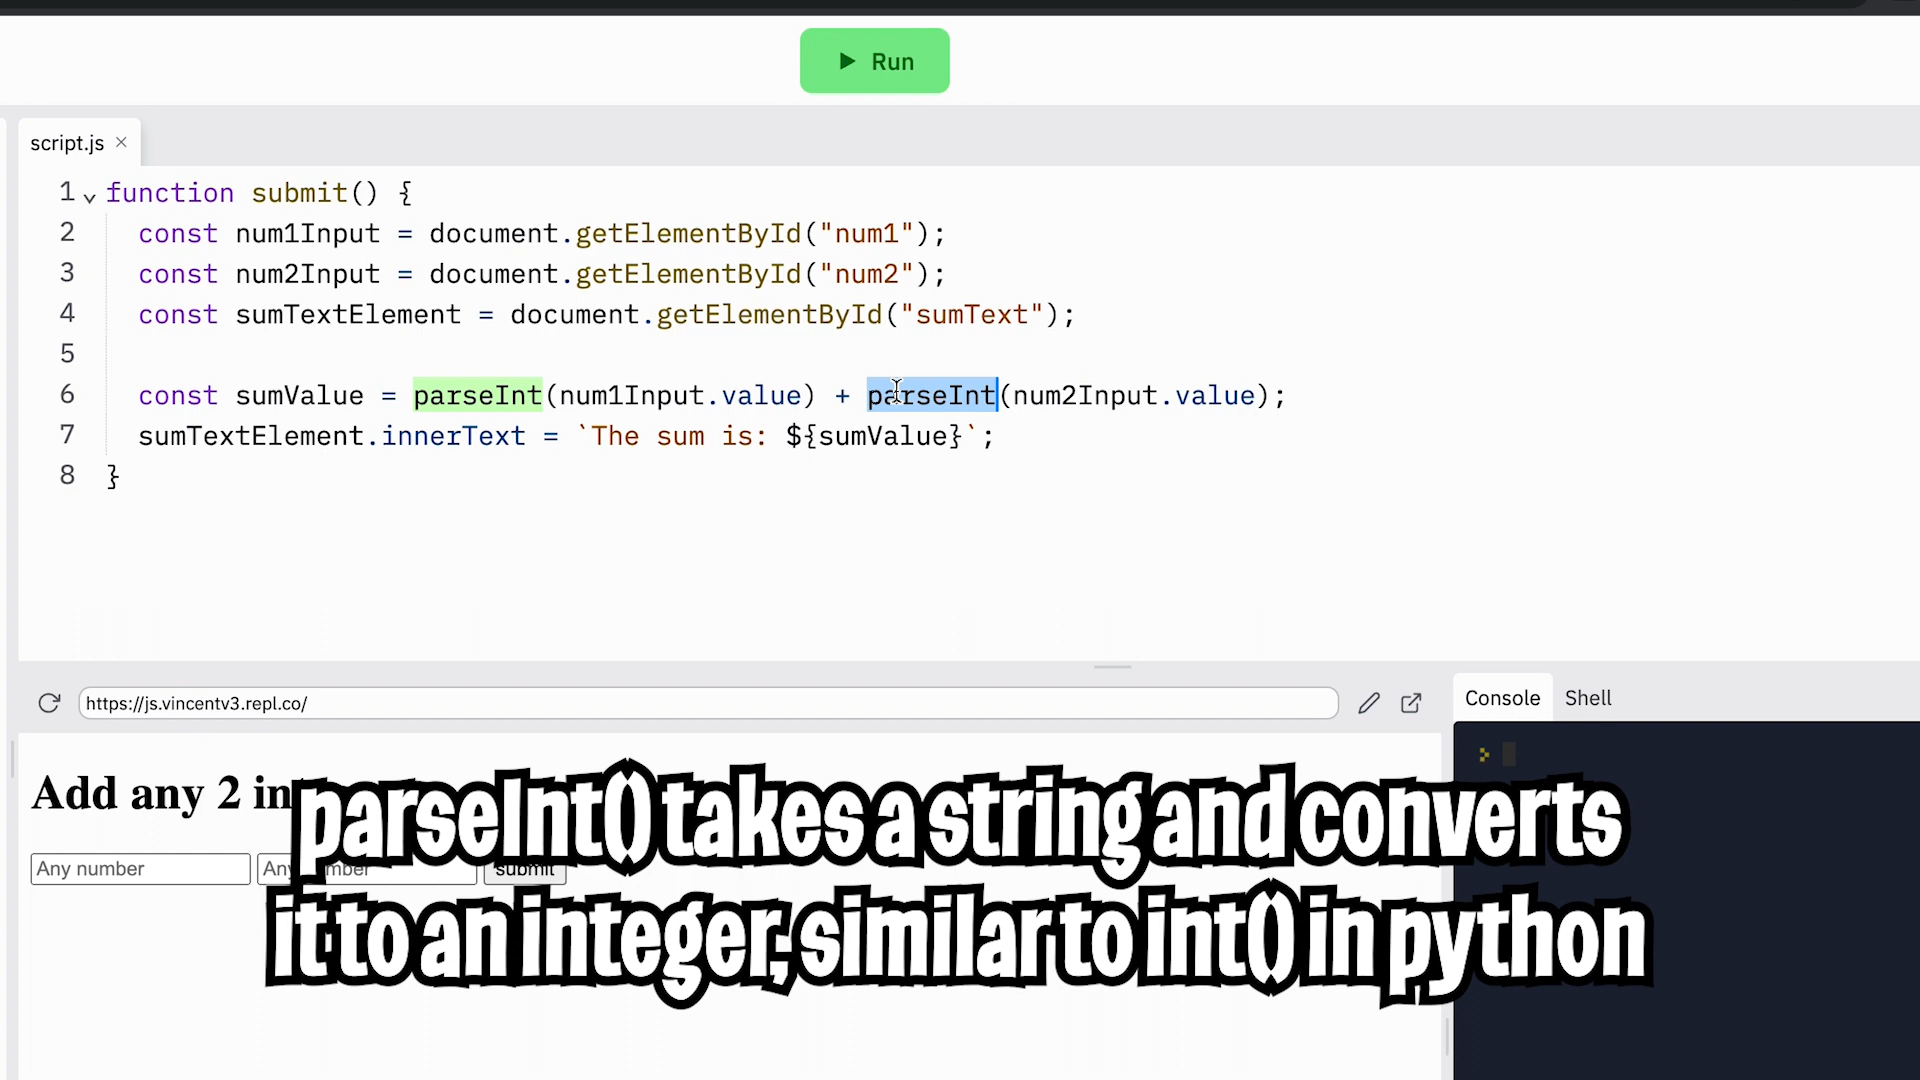 Run
script.js
1 function submit() {
2 const num1Input = document.getElementById("num1");
3 const num2Input = document.getElementById("num2");
4 const sumTextElement = document.getElementById("sumText");
5
6 const sumValue = parseInt(num1Input.value) + parseInt(num2Input.value);
7 sumTextElement.innerText = `The sum is: ${sumValue}`;
8 }
https://js.vincentv3.repl.co/
Console Shell
Add any 2 in
Any number
submit
parseInt() takes a string and converts
it to an integer, similar to int() in python